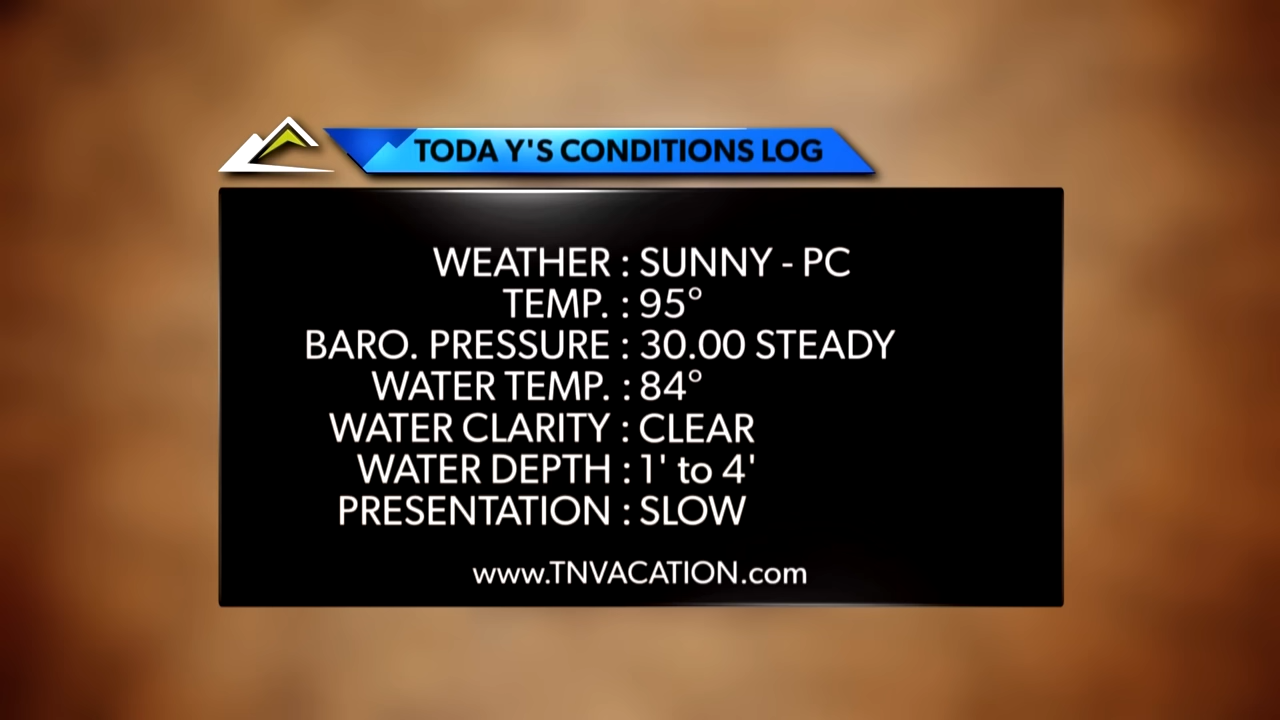 TODA Y'S CONDITIONS LOG
WEATHER : SUNNY - PC
TEMP. : 95°
BARO. PRESSURE : 30.00 STEADY
WATER TEMP. : 84°
WATER CLARITY : CLEAR
WATER DEPTH : 1' to 4'
PRESENTATION : SLOW
www.TNVACATION.com